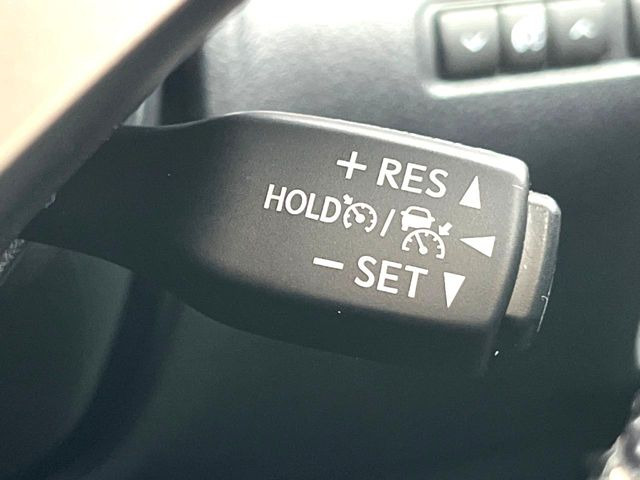 + RES
HOLD /
− SET